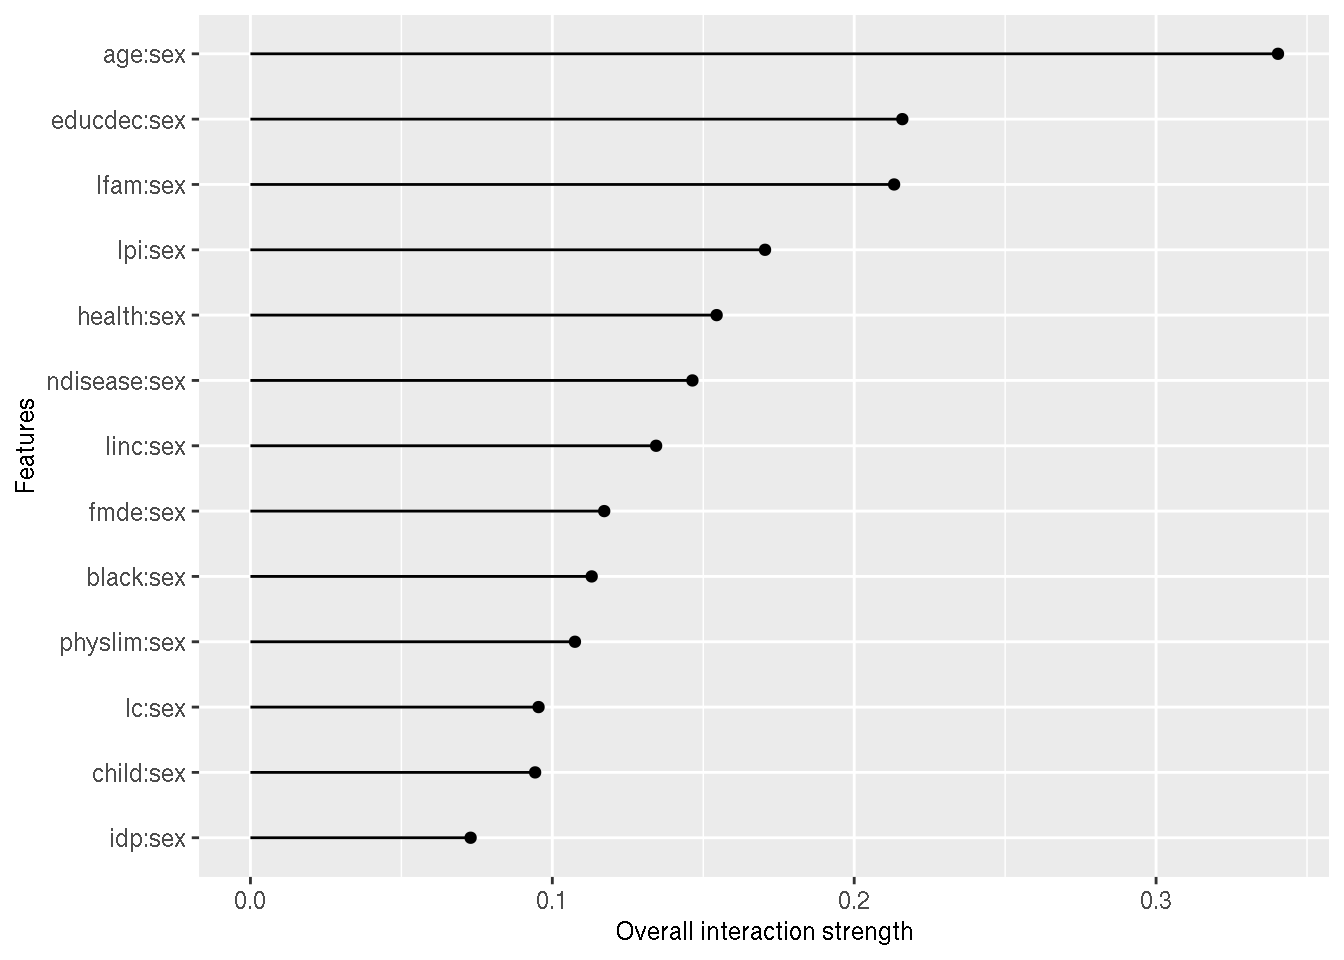 age:sex
educdec:sex
lfam:sex
lpi:sex
health:sex
ndisease:sex
linc:sex
fmde:sex
black:sex
physlim:sex
lc:sex
child:sex
idp:sex
Features
0.0 0.1 0.2 0.3
Overall interaction strength